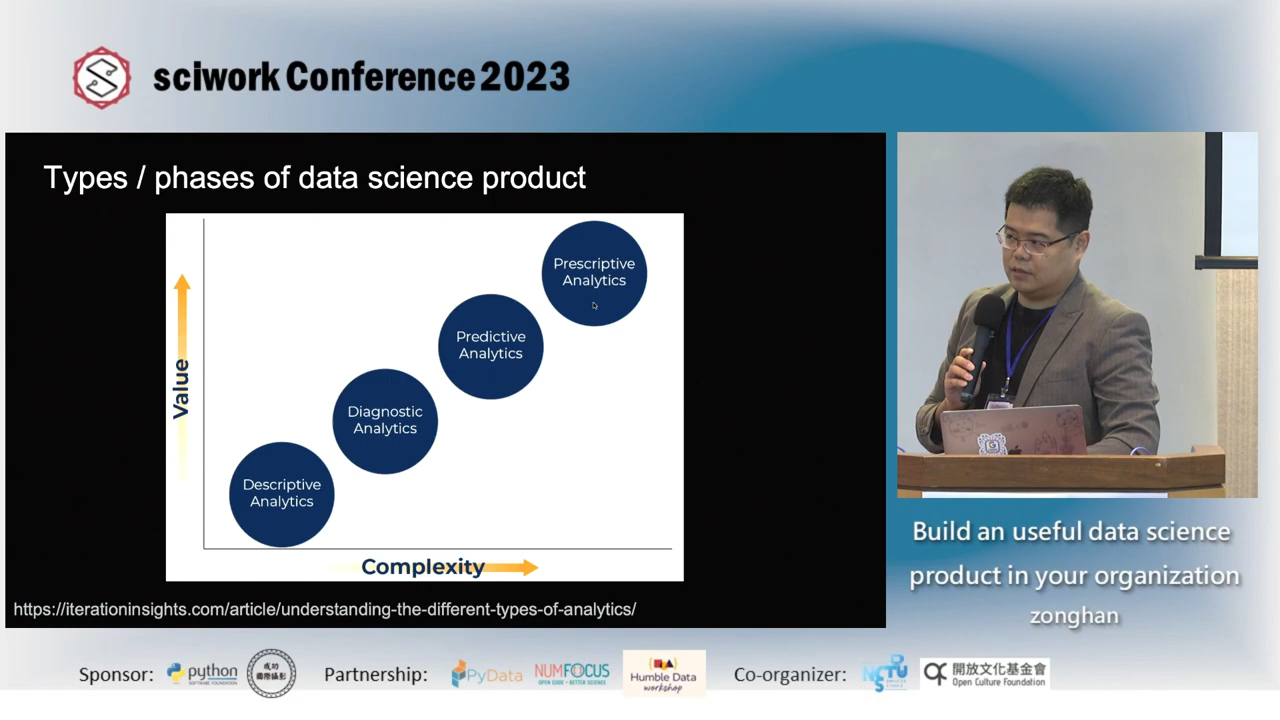 sciwork Conference 2023
Types / phases of data science product
Value
Prescriptive
Analytics
Predictive
Analytics
Diagnostic
Analytics
Descriptive
Analytics
Complexity
https://iterationinsights.com/article/understanding-the-different-types-of-analytics/
Build an useful data science
product in your organization
zonghan
Sponsor:
python
SOFTWARE FOUNDATION
成功
國際攝影
Partnership:
PyData
NUMFOCUS
OPEN CODE = BETTER SCIENCE
Humble Data
workshop
Co-organizer:
開放文化基金會
Open Culture Foundation